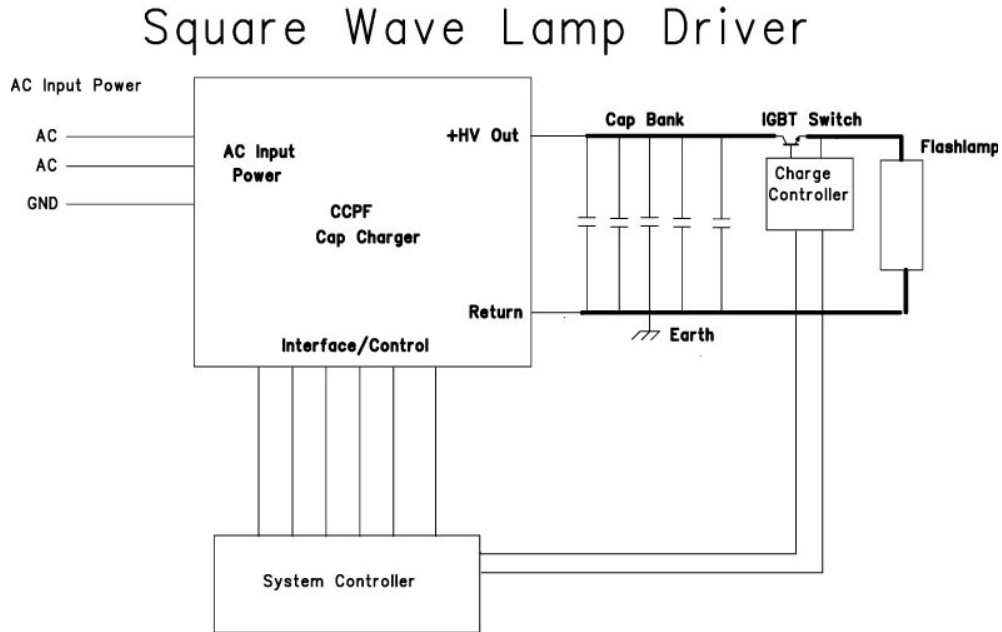 Square Wave Lamp Driver
AC Input Power
AC
AC
GND
AC Input
Power
CCPF
Cap Charger
+HV Out
Return
Interface/Control
Cap Bank
IGBT Switch
Flashlamp
Charge
Controller
Earth
System Controller